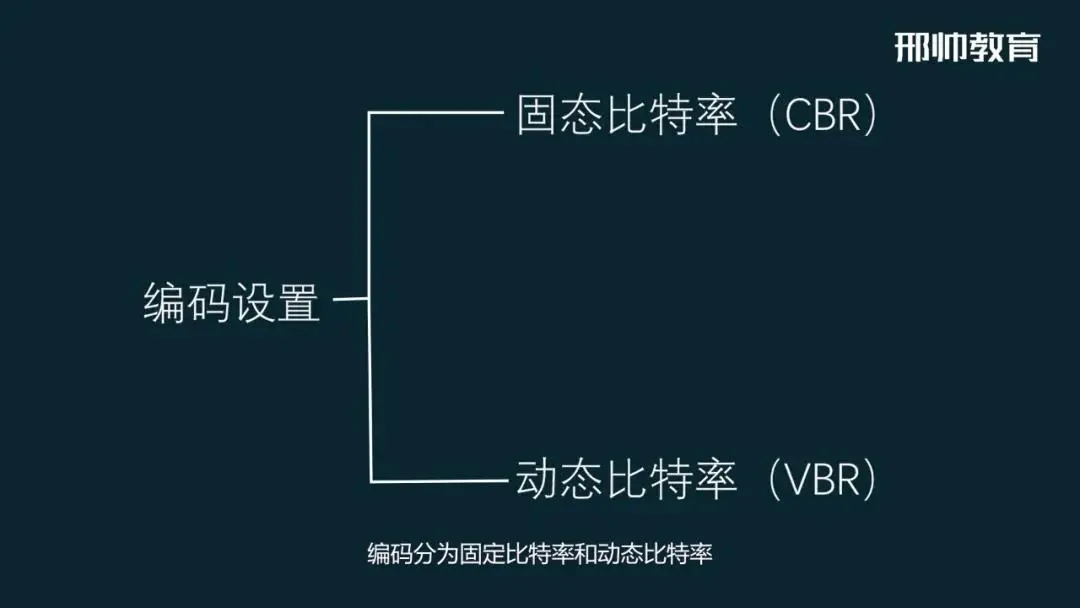 邢帅教育
固态比特率（CBR）
编码设置
动态比特率（VBR）
编码分为固定比特率和动态比特率